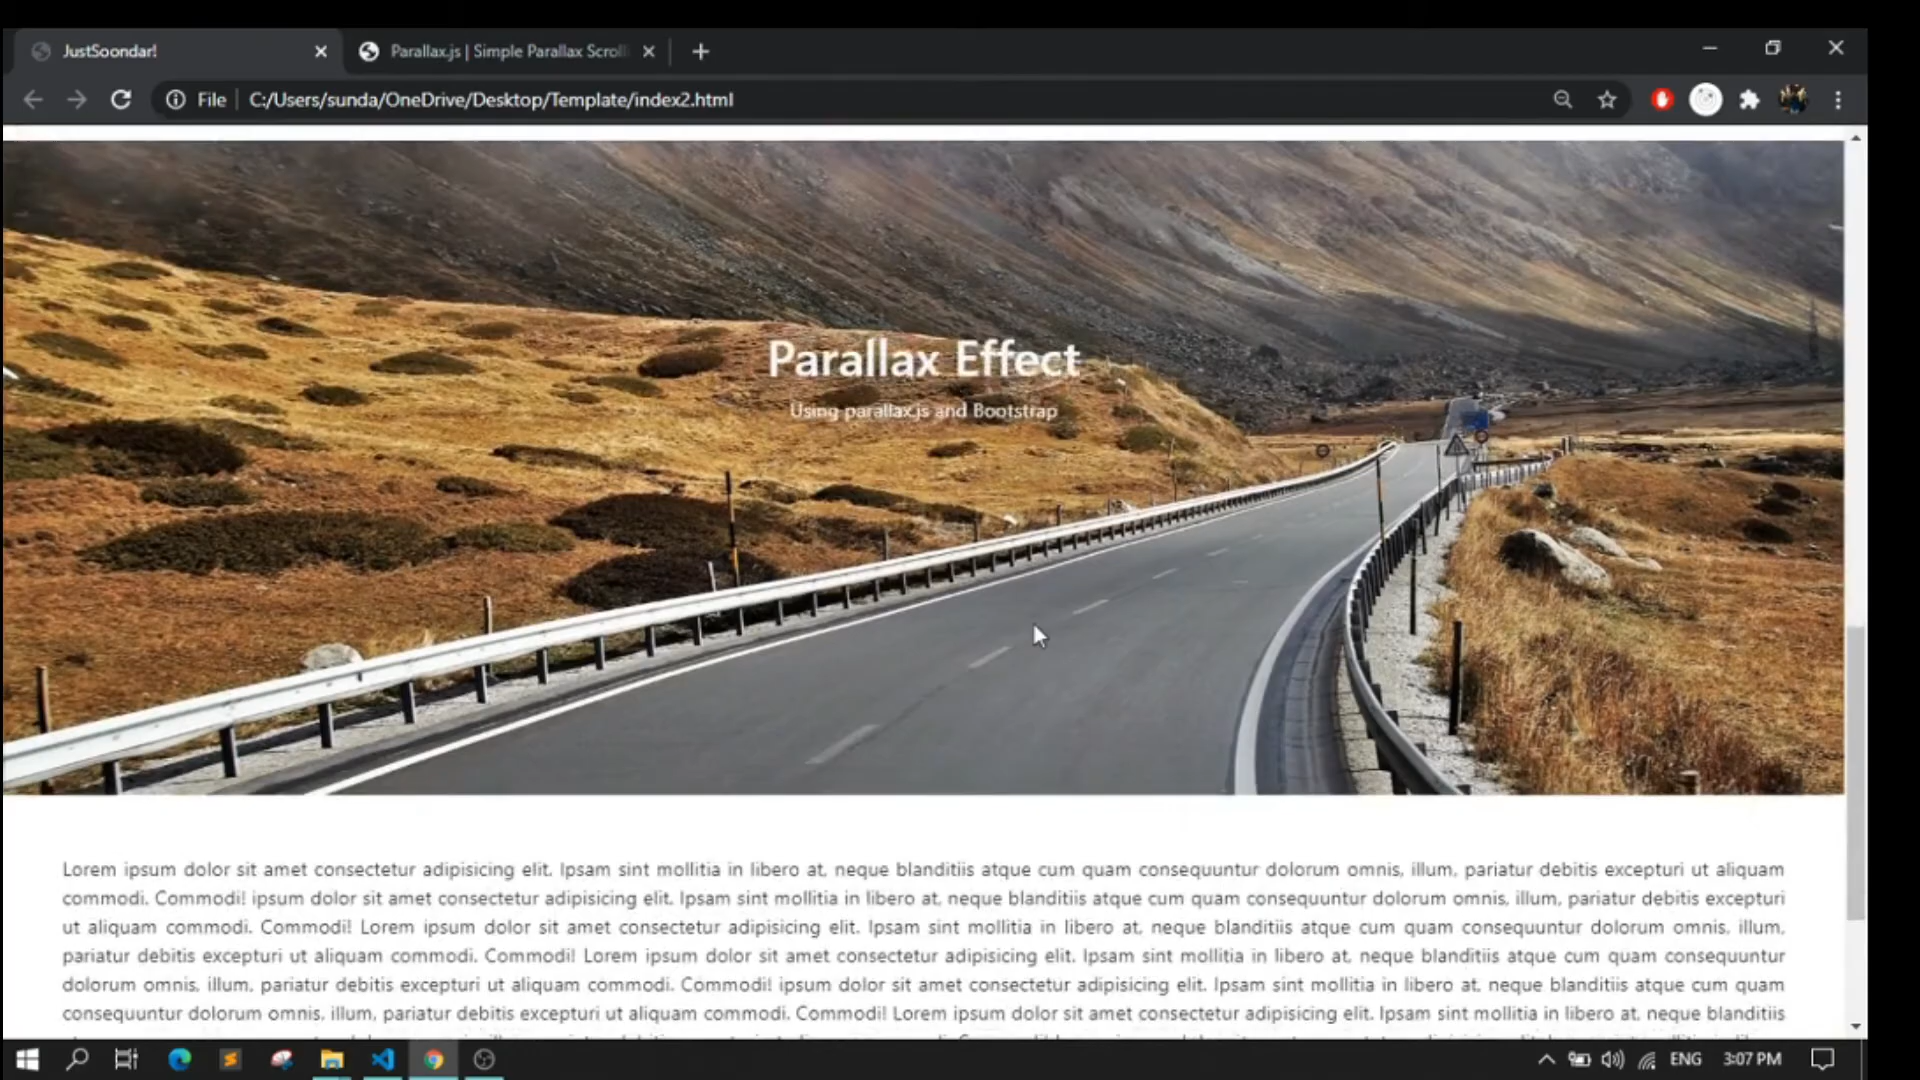 JustSoondar!
Parallax.js | Simple Parallax Scroll
File
C:/Users/sunda/OneDrive/Desktop/Template/index2.html
Parallax Effect
Using parallax.js and Bootstrap
Lorem ipsum dolor sit amet consectetur adipisicing elit. Ipsam sint mollitia in libero at, neque blanditiis atque cum quam consequuntur dolorum omnis, illum, pariatur debitis excepturi ut aliquam
commodi. Commodi! ipsum dolor sit amet consectetur adipisicing elit. Ipsam sint mollitia in libero at, neque blanditiis atque cum quam consequuntur dolorum omnis, illum, pariatur debitis excepturi
ut aliquam commodi. Commodi! Lorem ipsum dolor sit amet consectetur adipisicing elit. Ipsam sint mollitia in libero at, neque blanditiis atque cum quam consequuntur dolorum omnis, illum,
pariatur debitis excepturi ut aliquam commodi. Commodi! Lorem ipsum dolor sit amet consectetur adipisicing elit. Ipsam sint mollitia in libero at, neque blanditiis atque cum quam consequuntur
dolorum omnis, illum, pariatur debitis excepturi ut aliquam commodi. Commodi! ipsum dolor sit amet consectetur adipisicing elit. Ipsam sint mollitia in libero at, neque blanditiis atque cum quam
consequuntur dolorum omnis, illum, pariatur debitis excepturi ut aliquam commodi. Commodi! Lorem ipsum dolor sit amet consectetur adipisicing elit. Ipsam sint mollitia in libero at, neque blanditiis
ENG
3:07 PM